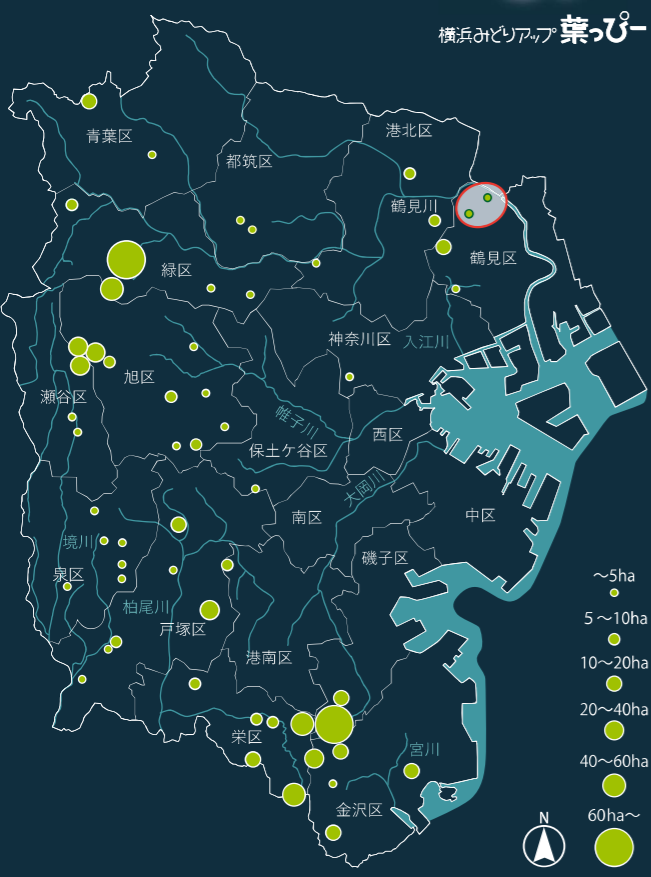 横浜みどりアップ 葉っぴー
港北区
青葉区
都筑区
鶴見川
鶴見区
緑区
神奈川区
入江川
旭区
瀬谷区
帷子川
西区
保土ケ谷区
大岡川
南区
中区
境川
磯子区
泉区
～5ha
柏尾川
5～10ha
戸塚区
港南区
10～20ha
20～40ha
栄区
宮川
40～60ha
金沢区
60ha～
N